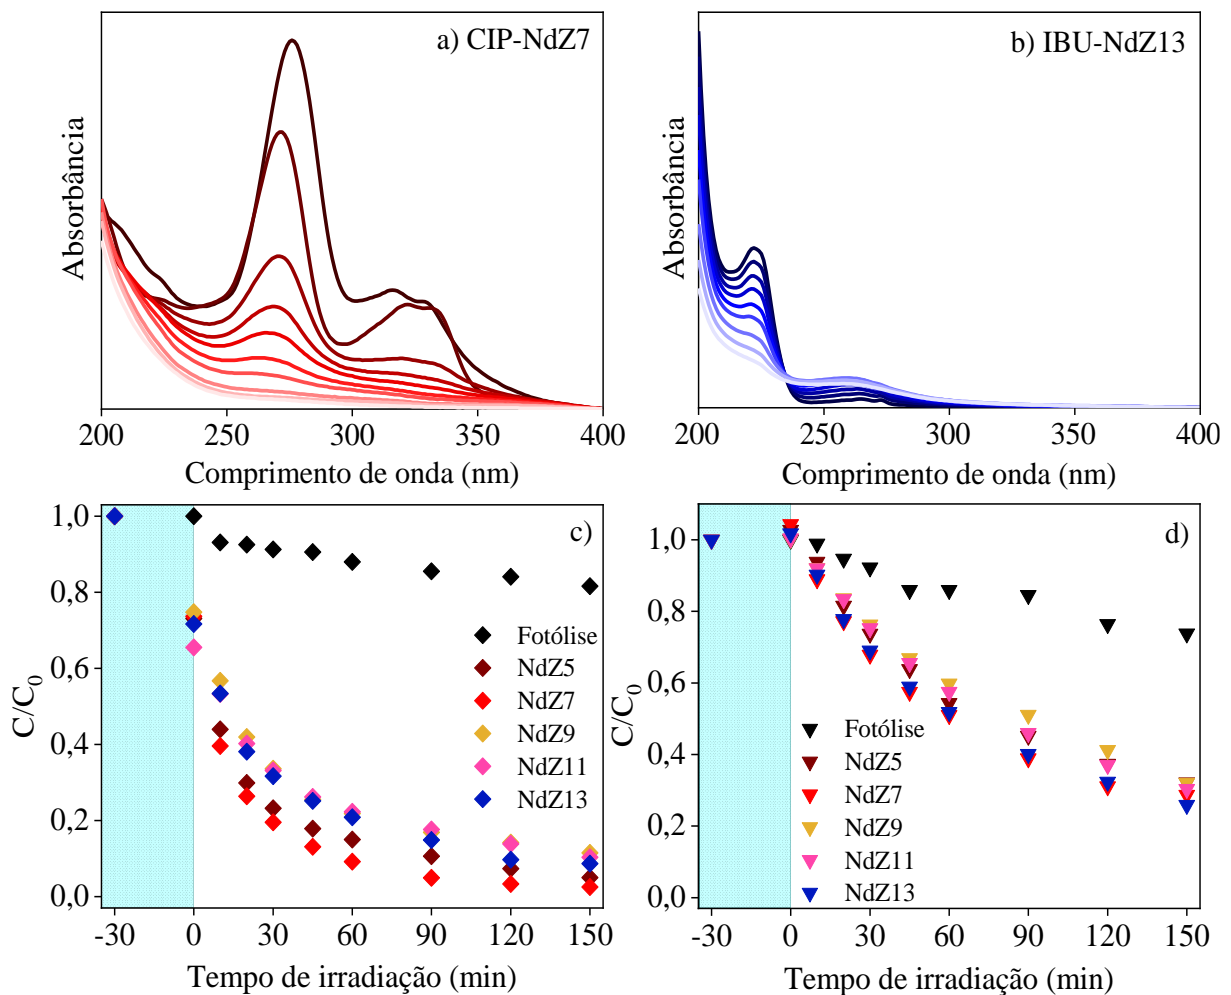 a) CIP-NdZ7
Absorbância
200 250 300 350 400
Comprimento de onda (nm)
b) IBU-NdZ13
Absorbância
200 250 300 350 400
Comprimento de onda (nm)
c)
C/C0
1,0
0,8
0,6
0,4
0,2
0,0
Fotólise
NdZ5
NdZ7
NdZ9
NdZ11
NdZ13
-30 0 30 60 90 120 150
Tempo de irradiação (min)
d)
C/C0
1,0
0,8
0,6
0,4
0,2
0,0
Fotólise
NdZ5
NdZ7
NdZ9
NdZ11
NdZ13
-30 0 30 60 90 120 150
Tempo de irradiação (min)